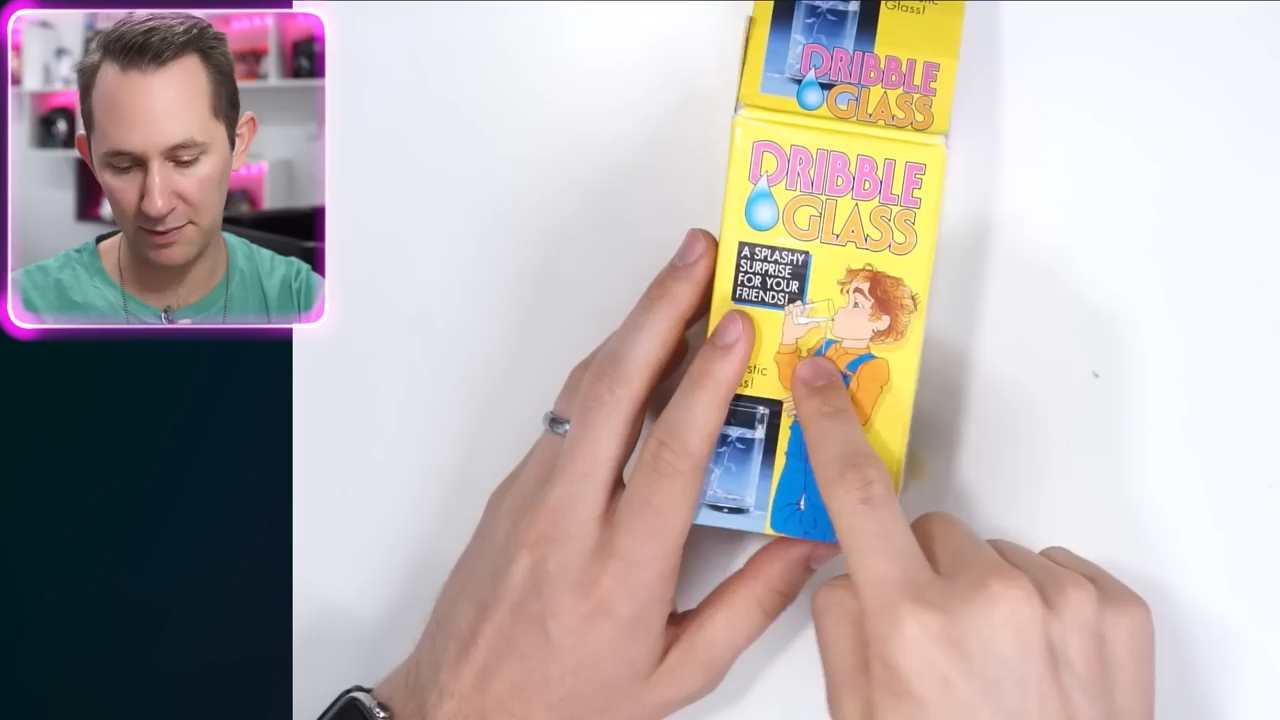 Glass!
DRIBBLE
GLASS
DRIBBLE
GLASS
A SPLASHY
SURPRISE
FOR YOUR
FRIENDS!